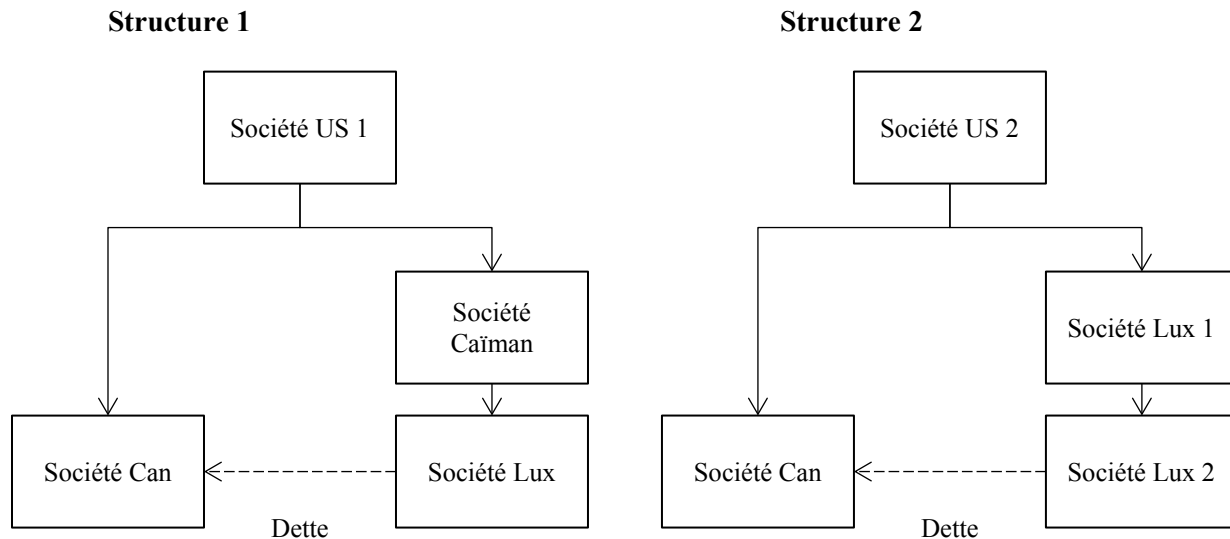 Structure 1
Structure 2
Société US 1
Société US 2
Société
Caïman
Société Lux 1
Société Can
Société Lux
Société Can
Société Lux 2
Dette
Dette